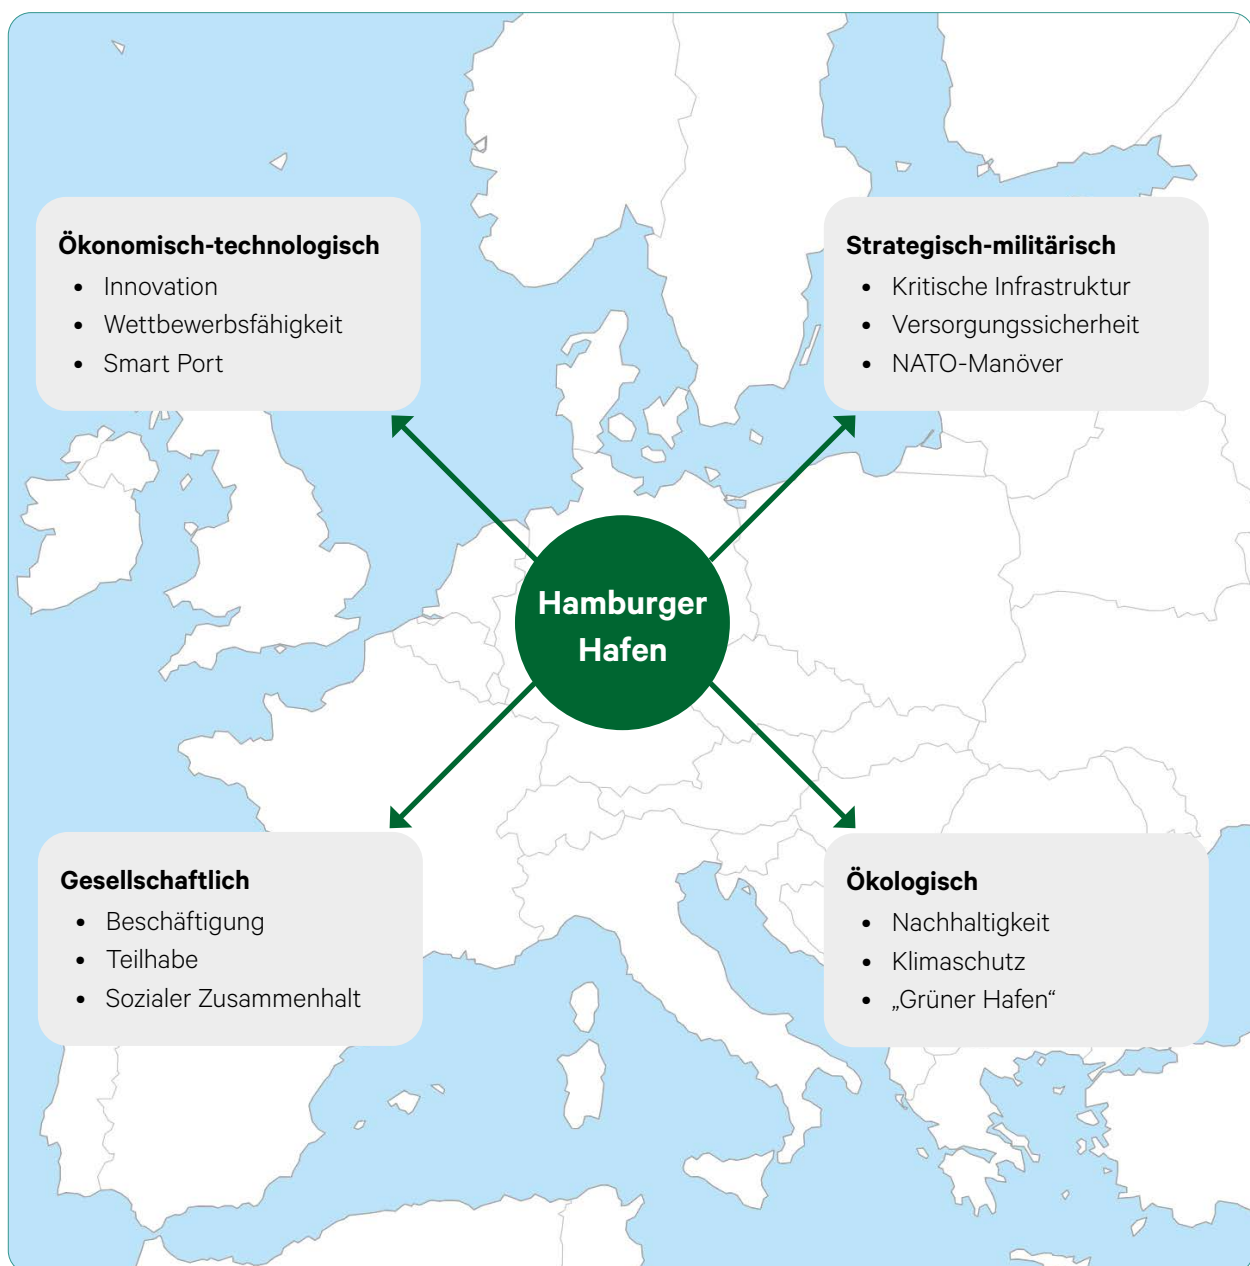 Ökonomisch-technologisch
• Innovation
• Wettbewerbsfähigkeit
• Smart Port
Strategisch-militärisch
• Kritische Infrastruktur
• Versorgungssicherheit
• NATO-Manöver
Hamburger
Hafen
Gesellschaftlich
• Beschäftigung
• Teilhabe
• Sozialer Zusammenhalt
Ökologisch
• Nachhaltigkeit
• Klimaschutz
• „Grüner Hafen“